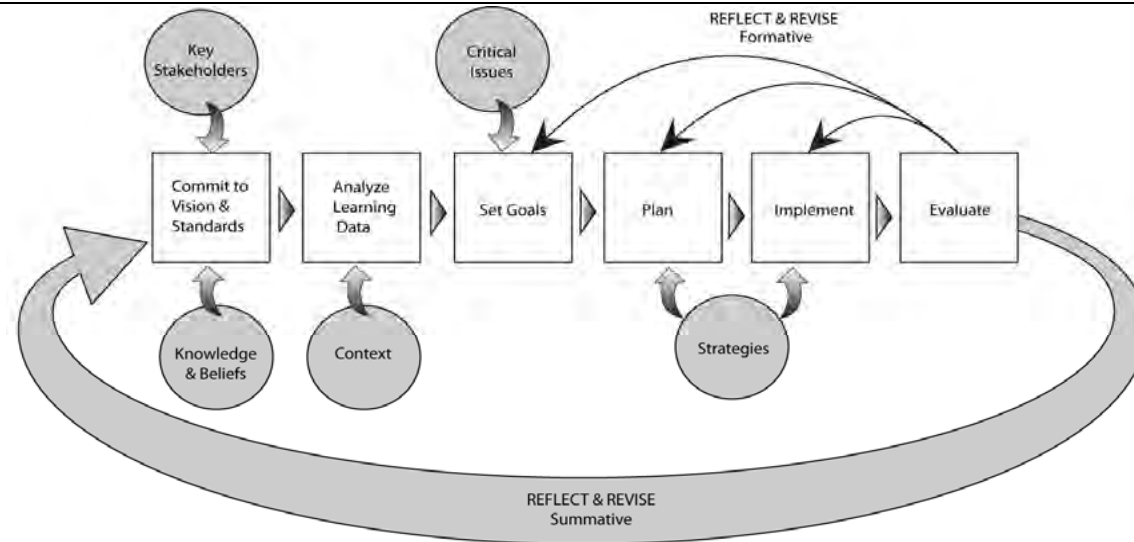 REFLECT & REVISE
Formative
Key
Stakeholders
Critical
Issues
Commit to
Vision &
Standards
Analyze
Learning
Data
Set Goals
Plan
Implement
Evaluate
Knowledge
& Beliefs
Context
Strategies
REFLECT & REVISE
Summative